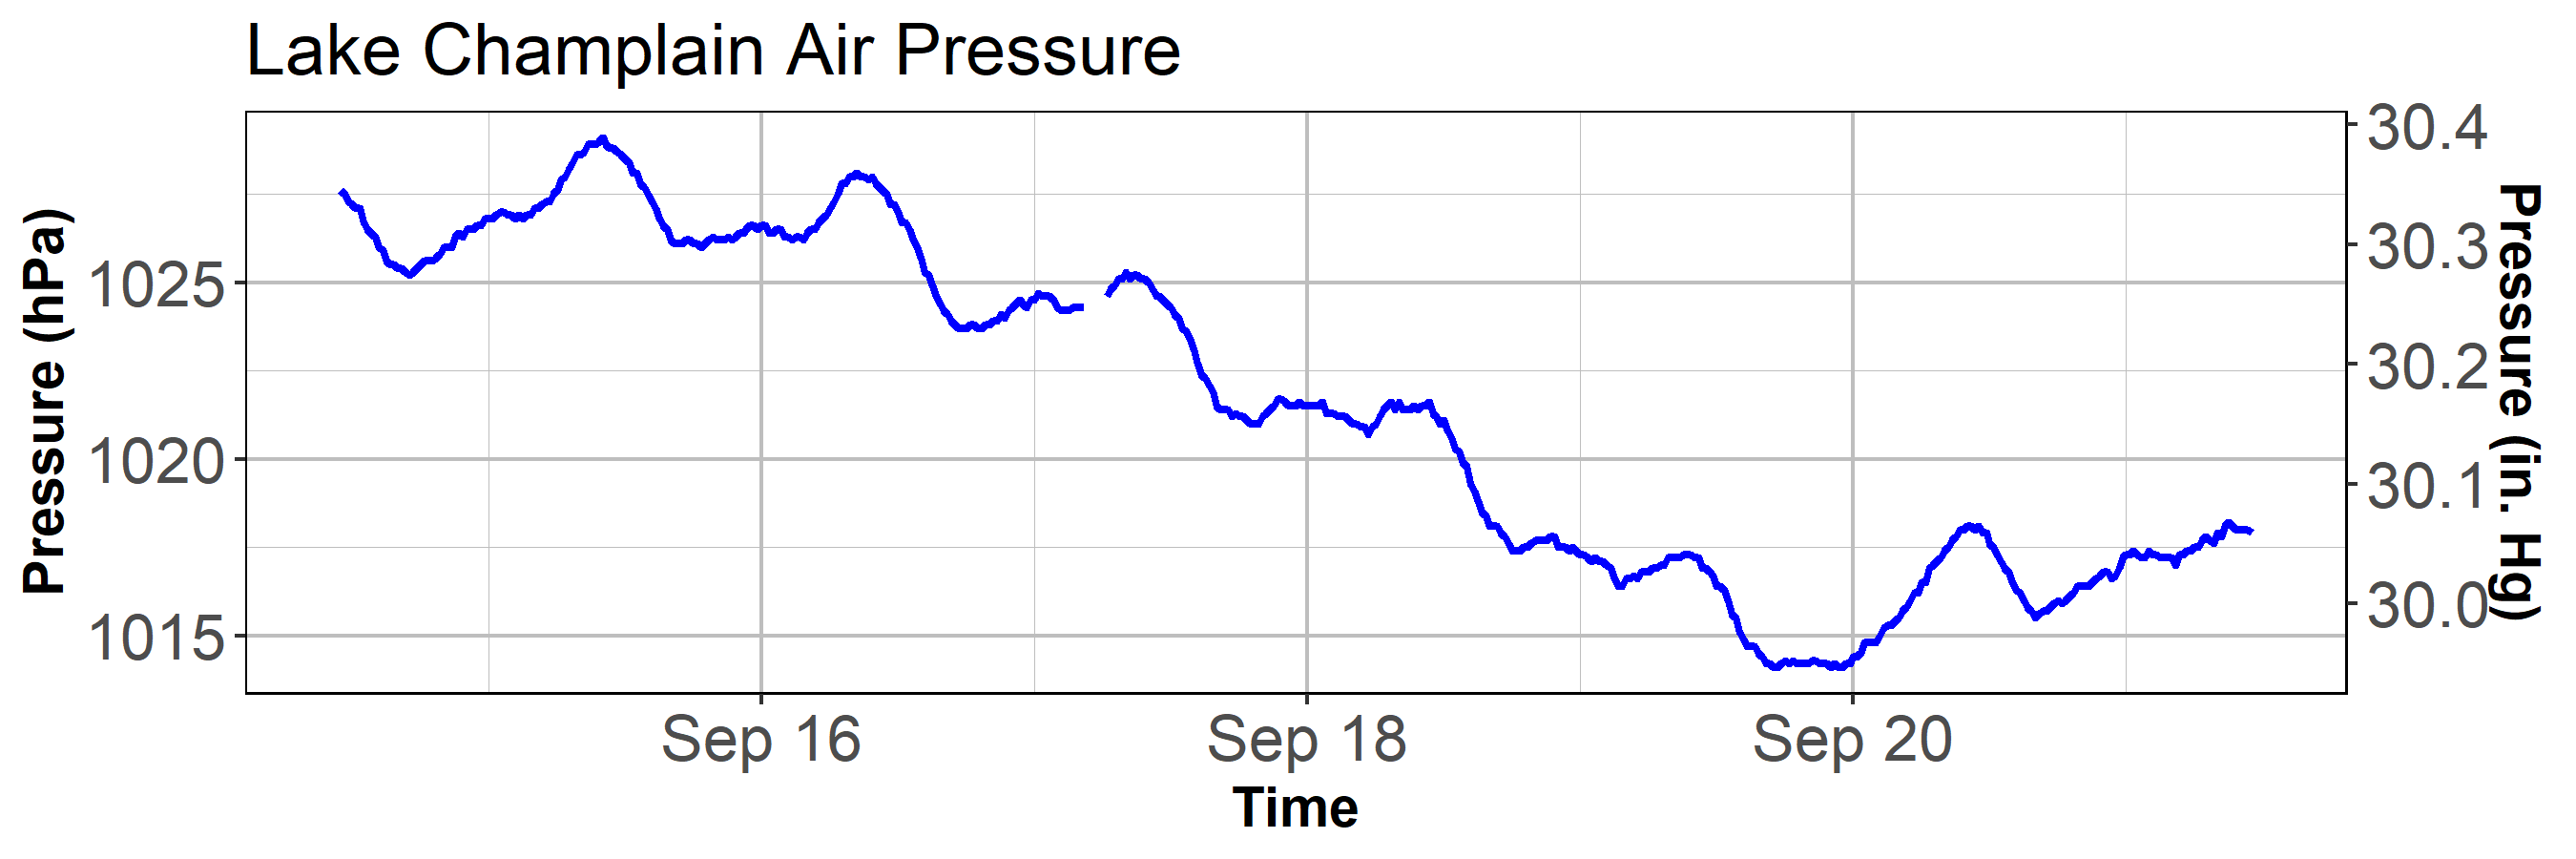 Lake Champlain Air Pressure
Pressure (hPa)
1025
1020
1015
30.4
30.3
30.2
30.1
30.0
Pressure (in. Hg)
Sep 16 Sep 18 Sep 20
Time